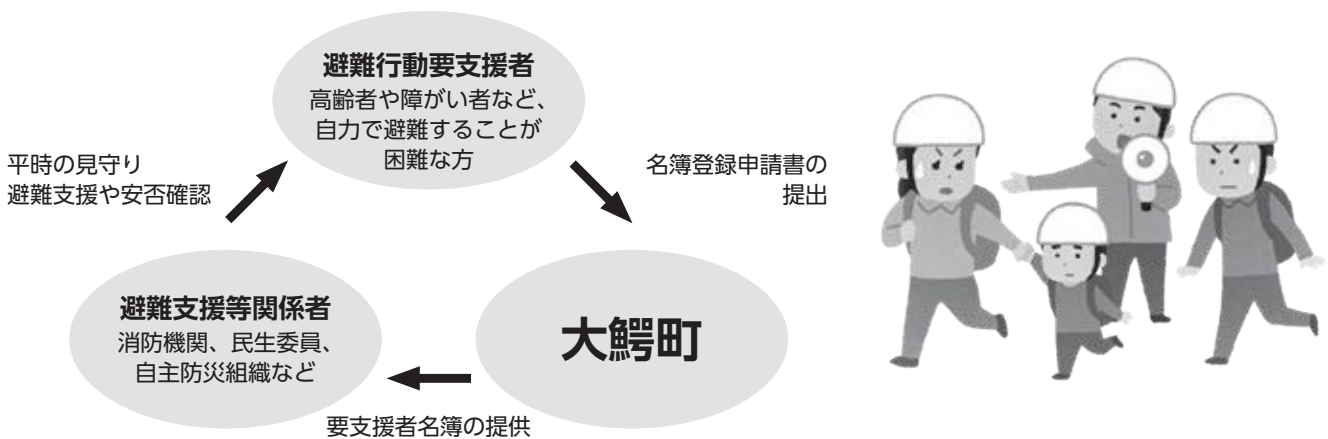 避難行動要支援者
高齢者や障がい者など、
自力で避難することが
困難な方
平時の見守り
避難支援や安否確認
名簿登録申請書の
提出
避難支援等関係者
消防機関、民生委員、
自主防災組織など
大鰐町
要支援者名簿の提供